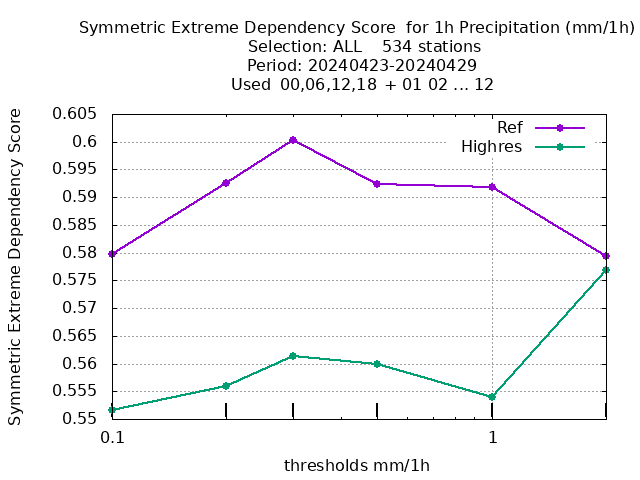 Symmetric Extreme Dependency Score  for 1h Precipitation (mm/1h)
Selection: ALL    534 stations
Period: 20240423-20240429
Used  00,06,12,18  + 01 02 ... 12
Symmetric Extreme Dependency Score
0.605
0.6
0.595
0.59
0.585
0.58
0.575
0.57
0.565
0.56
0.555
0.55
Ref
Highres
0.1
1
thresholds mm/1h